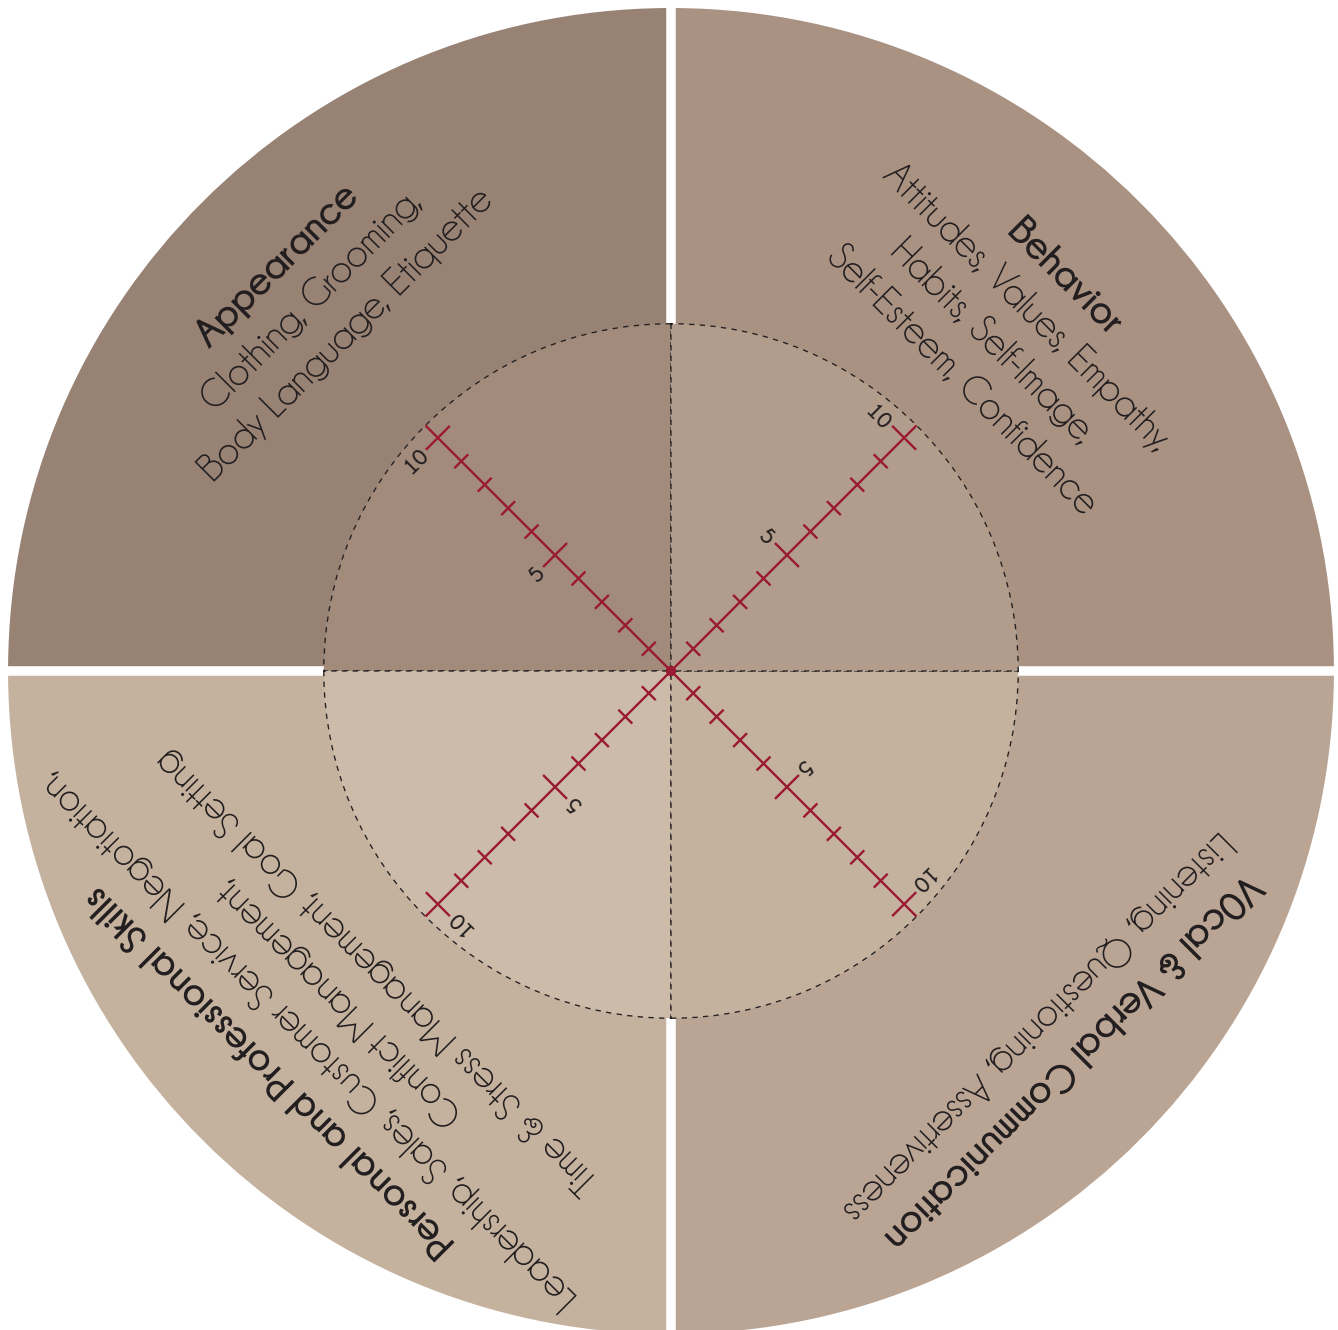 Appearance
Clothing, Grooming,
Body Language, Etiquette
10
5
Behavior
Attitudes, Values, Empathy,
Habits, Self-Image,
Self-Esteem, Confidence
10
5
VOcal & Verbal Communication
Listening, Questioning, Assertiveness
5
10
Personal and Professional Skills
Leadership, Sales, Customer Service, Negotiation,
Conflict Management,
Time & Stress Management, Goal Setting
5
10